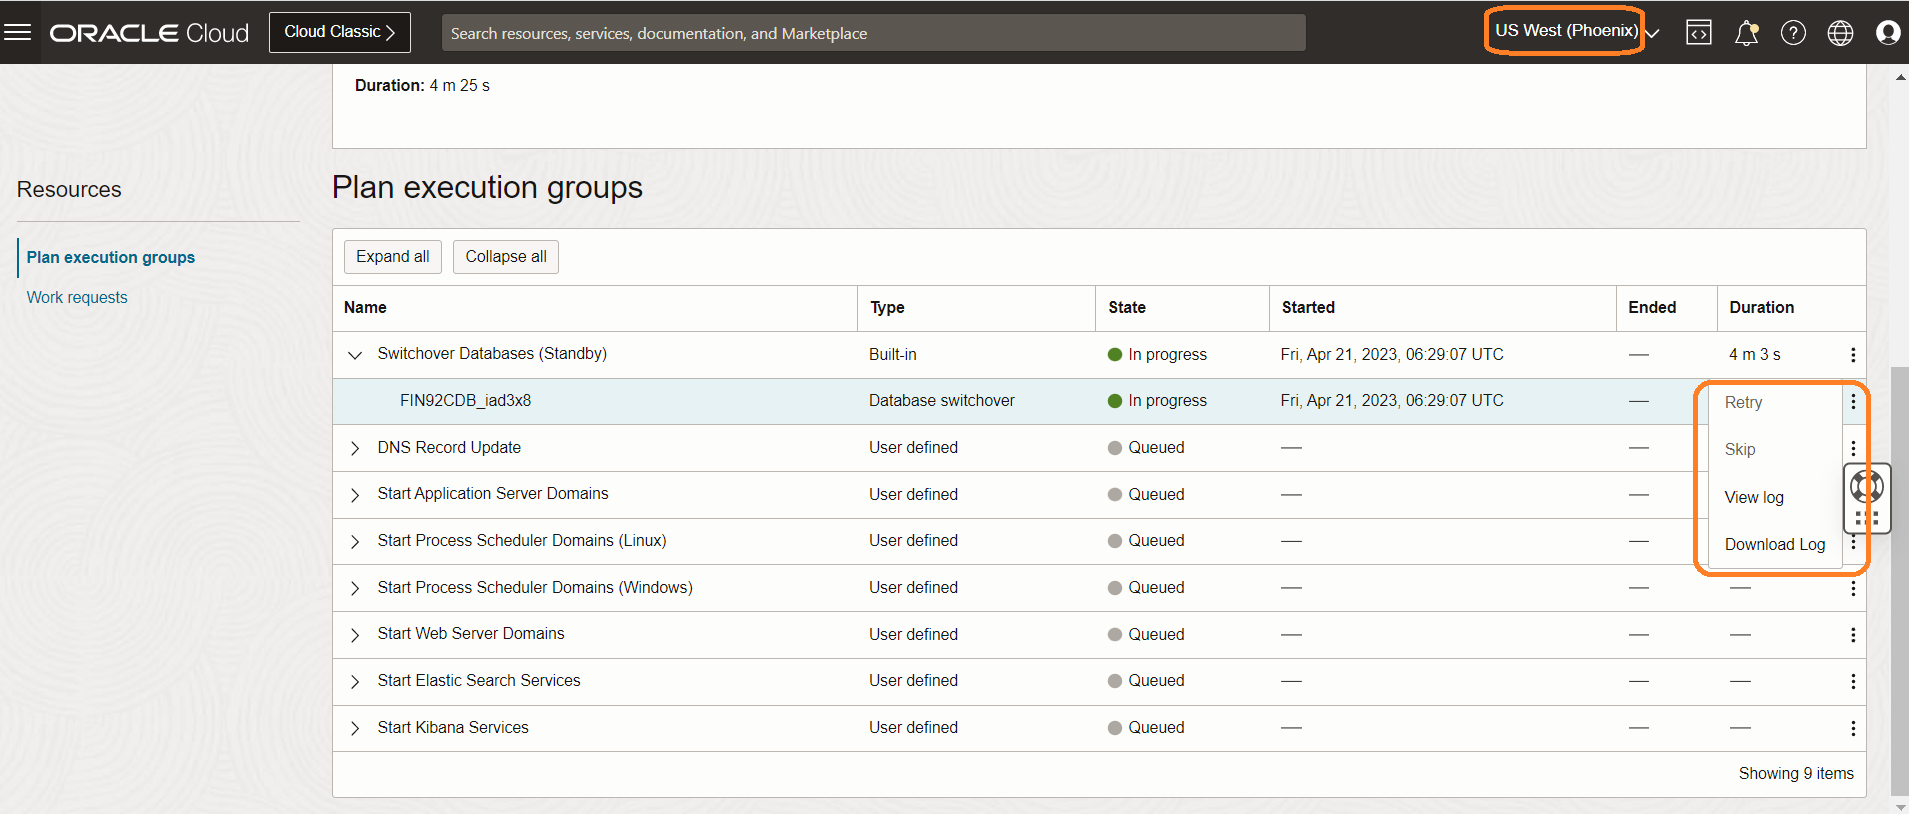 ORACLE Cloud Cloud Classic Search resources, services, documentation, and Marketplace US West (Phoenix)
Duration: 4 m 25 s
Resources
Plan execution groups
Work requests
Plan execution groups
Expand all Collapse all
Name Type State Started Ended Duration
Switchover Databases (Standby) Built-in In progress Fri, Apr 21, 2023, 06:29:07 UTC — 4 m 3 s
FIN92CDB_iad3x8 Database switchover In progress Fri, Apr 21, 2023, 06:29:07 UTC —
DNS Record Update User defined Queued — —
Start Application Server Domains User defined Queued — —
Start Process Scheduler Domains (Linux) User defined Queued — —
Start Process Scheduler Domains (Windows) User defined Queued — — —
Start Web Server Domains User defined Queued — — —
Start Elastic Search Services User defined Queued — — —
Start Kibana Services User defined Queued — — —
Retry
Skip
View log
Download Log
Showing 9 items